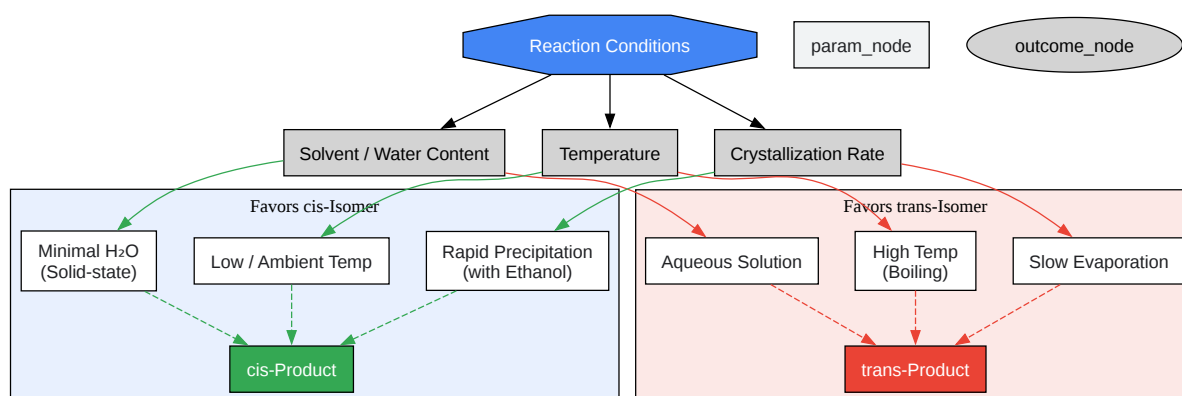 Reaction Conditions
param_node
outcome_node
Solvent / Water Content
Temperature
Crystallization Rate
Favors cis-Isomer
Favors trans-Isomer
Minimal H₂O
(Solid-state)
Low / Ambient Temp
Rapid Precipitation
(with Ethanol)
Aqueous Solution
High Temp
(Boiling)
Slow Evaporation
cis-Product
trans-Product